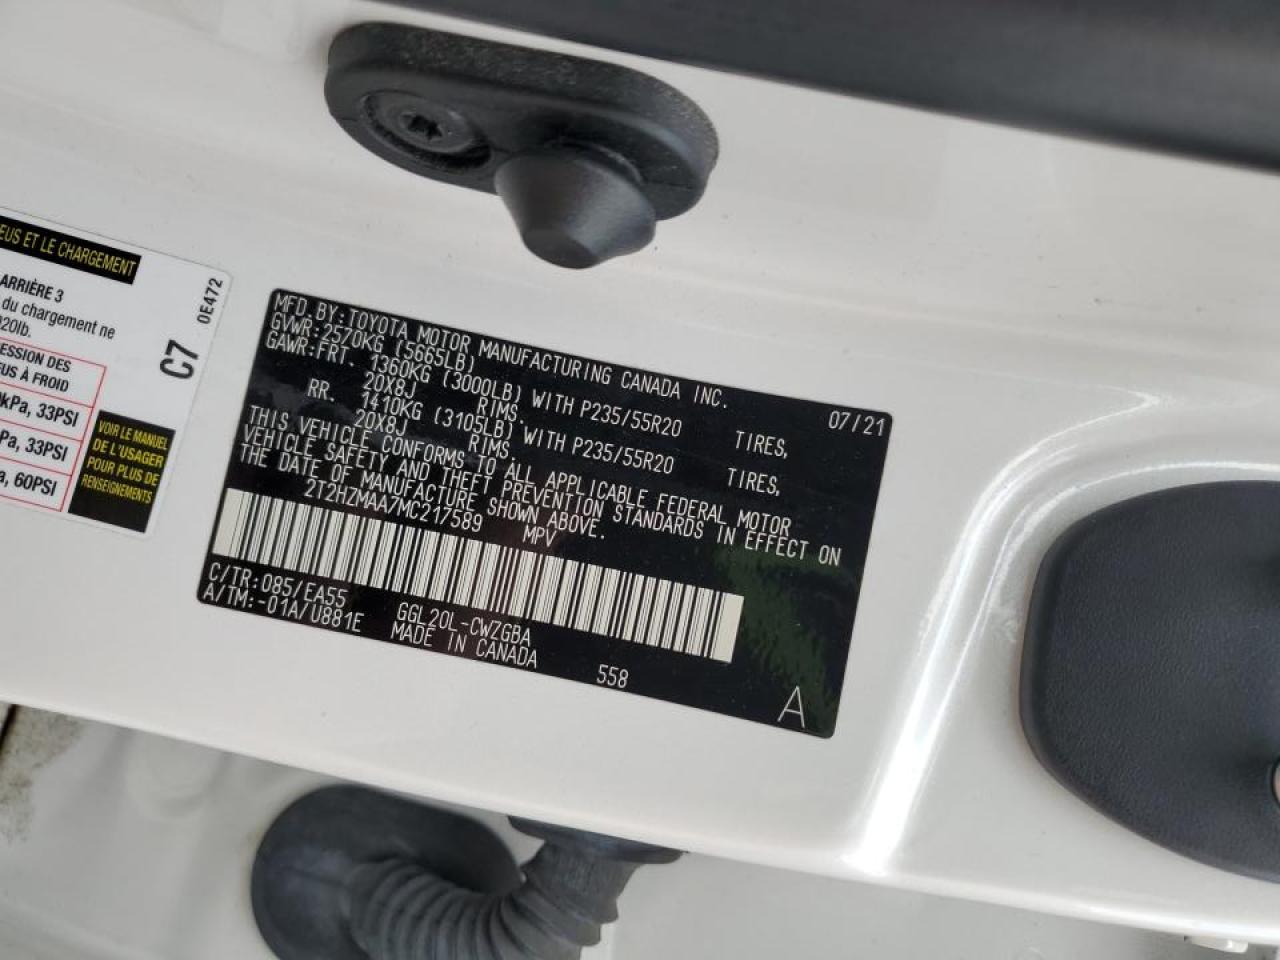 EUS ET LE CHARGEMENT
ARRIÈRE 3
du chargement ne
920lb.
ESSION DES
US À FROID
kPa, 33PSI
Pa, 33PSI
a, 60PSI
VOIR LE MANUEL
DE L'USAGER
POUR PLUS DE
RENSEIGNEMENTS
C7
0E472
MFD. BY: TOYOTA MOTOR MANUFACTURING CANADA INC.
GVWR: 2570KG (5665LB) 07/21
GAWR: FRT. 1360KG (3000LB) WITH P235/55R20 TIRES,
20X8J RIMS.
RR. 1410KG (3105LB) WITH P235/55R20 TIRES,
20X8J RIMS.
THIS VEHICLE CONFORMS TO ALL APPLICABLE FEDERAL MOTOR
VEHICLE SAFETY AND THEFT PREVENTION STANDARDS IN EFFECT ON
THE DATE OF MANUFACTURE SHOWN ABOVE.
2T2HZMAA7MC217589 MPV
C/TR: 085/EA55 GGL20L-CWZGBA
A/TM: -01A/U881E MADE IN CANADA 558
A